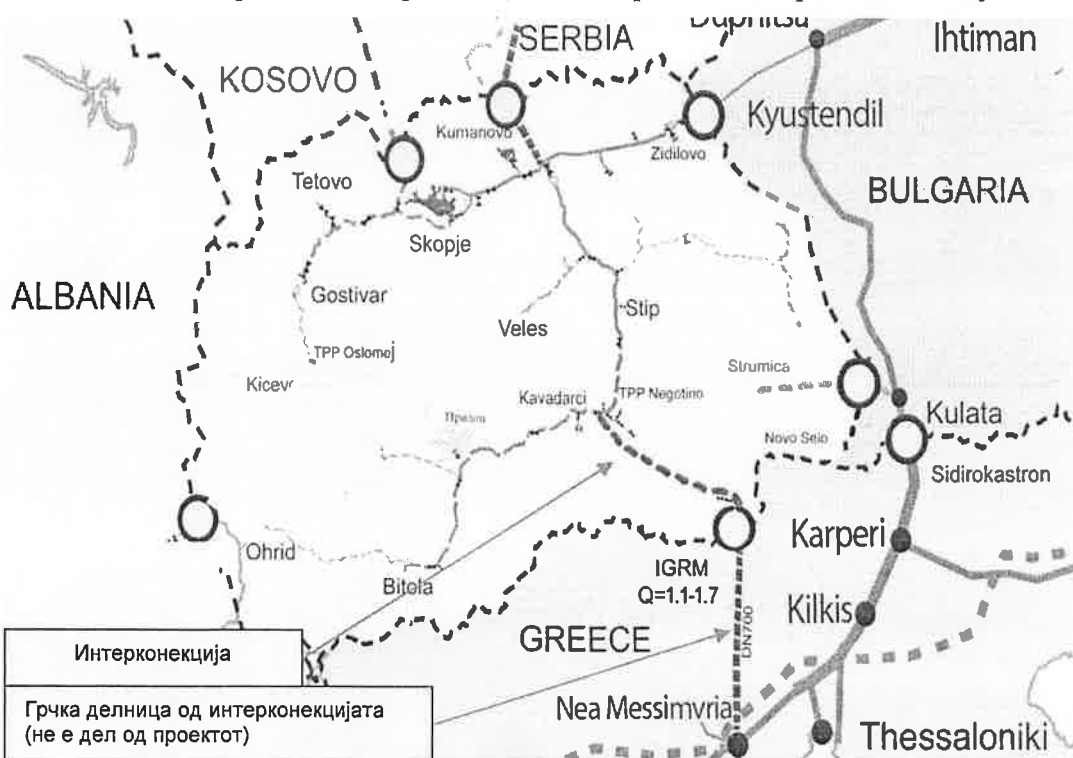 Dupnitsa
SERBIA
Ihtiman
KOSOVO
Kyustendil
Kumanovo
Zidilovo
Tetovo
BULGARIA
Skopje
ALBANIA
Gostivar
Stip
Veles
TPP Oslomej
Strumica
Kicevr
Kavadarci
TPP Negotino
Kulata
Novo Selo
Sidirokastron
Ohrid
Karperi
Bitola
IGRM
Q=1.1-1.7
Kilkis
GREECE
DN700
Интерконекција
Грчка делница од интерконекцијата
(не е дел од проектот)
Nea Messimvria
Thessaloniki